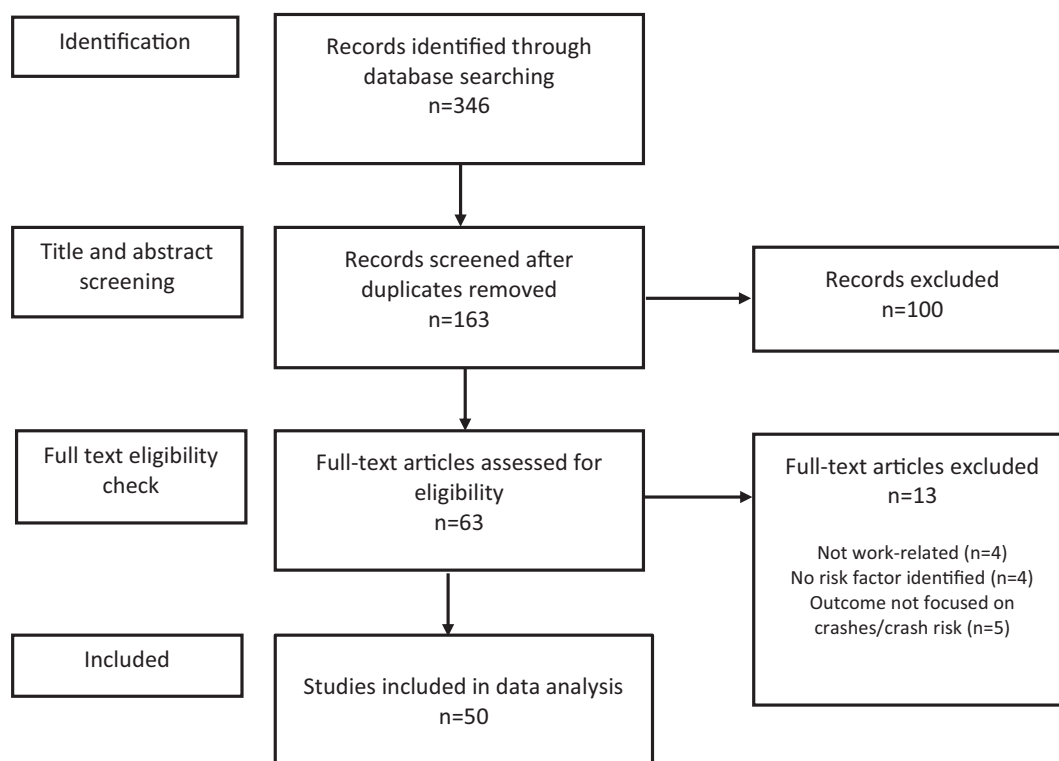 Identification
Records identified through
database searching
n=346
Title and abstract
screening
Records screened after
duplicates removed
n=163
Records excluded
n=100
Full text eligibility
check
Full-text articles assessed for
eligibility
n=63
Full-text articles excluded
n=13
Not work-related (n=4)
No risk factor identified (n=4)
Outcome not focused on
crashes/crash risk (n=5)
Included
Studies included in data analysis
n=50